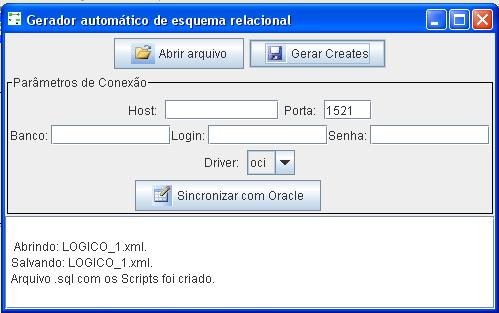 Gerador automático de esquema relacional
Abrir arquivo Gerar Creates
Parâmetros de Conexão
Host: Porta: 1521
Banco: Login: Senha:
Driver: oci
Sincronizar com Oracle
Abrindo: LOGICO_1.xml.
Salvando: LOGICO_1.xml.
Arquivo .sql com os Scripts foi criado.